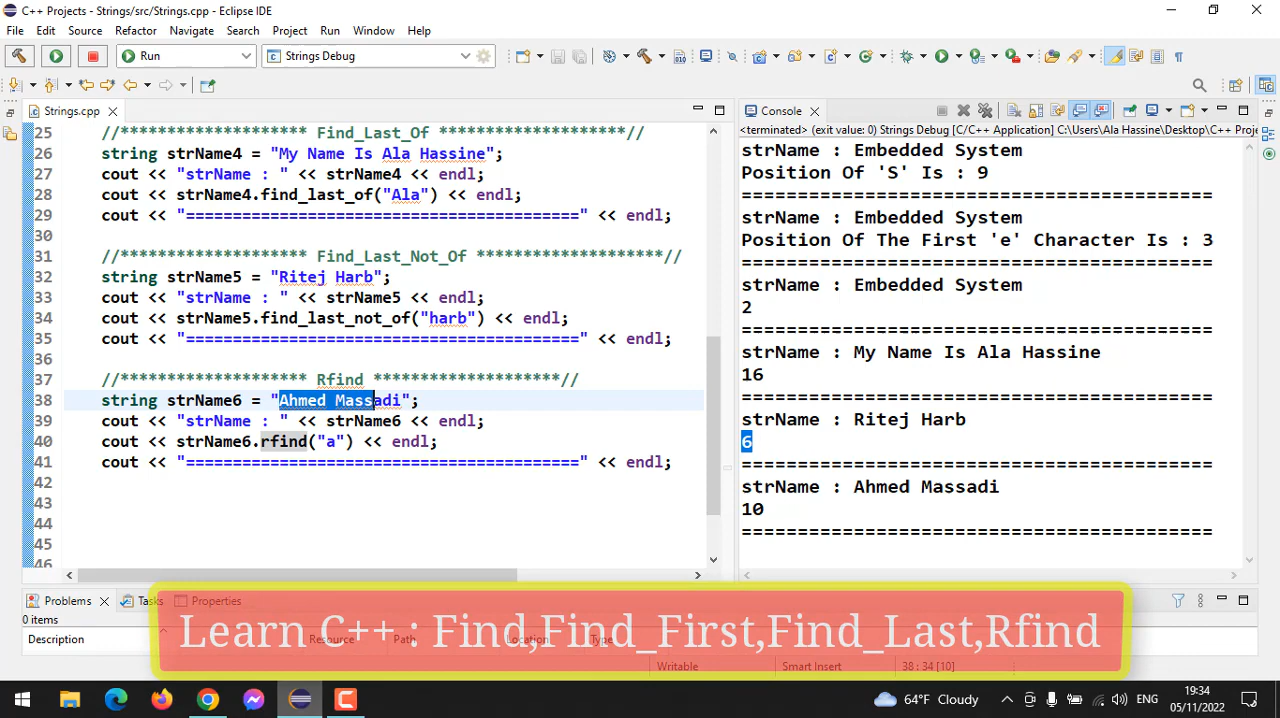 C++ Projects - Strings/src/Strings.cpp - Eclipse IDE
File Edit Source Refactor Navigate Search Project Run Window Help
Run Strings Debug
Strings.cpp
25 //******************** Find_Last_Of ********************//
26 string strName4 = "My Name Is Ala Hassine";
27 cout << "strName : " << strName4 << endl;
28 cout << strName4.find_last_of("Ala") << endl;
29 cout << "==========================================" << endl;
30
31 //******************** Find_Last_Not_Of ********************//
32 string strName5 = "Ritej Harb";
33 cout << "strName : " << strName5 << endl;
34 cout << strName5.find_last_not_of("harb") << endl;
35 cout << "==========================================" << endl;
36
37 //******************** Rfind ********************//
38 string strName6 = "Ahmed Massadi";
39 cout << "strName : " << strName6 << endl;
40 cout << strName6.rfind("a") << endl;
41 cout << "==========================================" << endl;
42
43
44
45
46
Console
<terminated> (exit value: 0) Strings Debug [C/C++ Application] C:\Users\Ala Hassine\Desktop\C++ Proje
strName : Embedded System
Position Of 'S' Is : 9
==========================================
strName : Embedded System
Position Of The First 'e' Character Is : 3
==========================================
strName : Embedded System
2
==========================================
strName : My Name Is Ala Hassine
16
==========================================
strName : Ritej Harb
6
==========================================
strName : Ahmed Massadi
10
==========================================
Problems Tasks Properties
0 items
Description Resource Path Location Type
Learn C++ : Find,Find_First,Find_Last,Rfind
Writable Smart Insert 38 : 34 [10]
64°F Cloudy ENG 19:34
05/11/2022